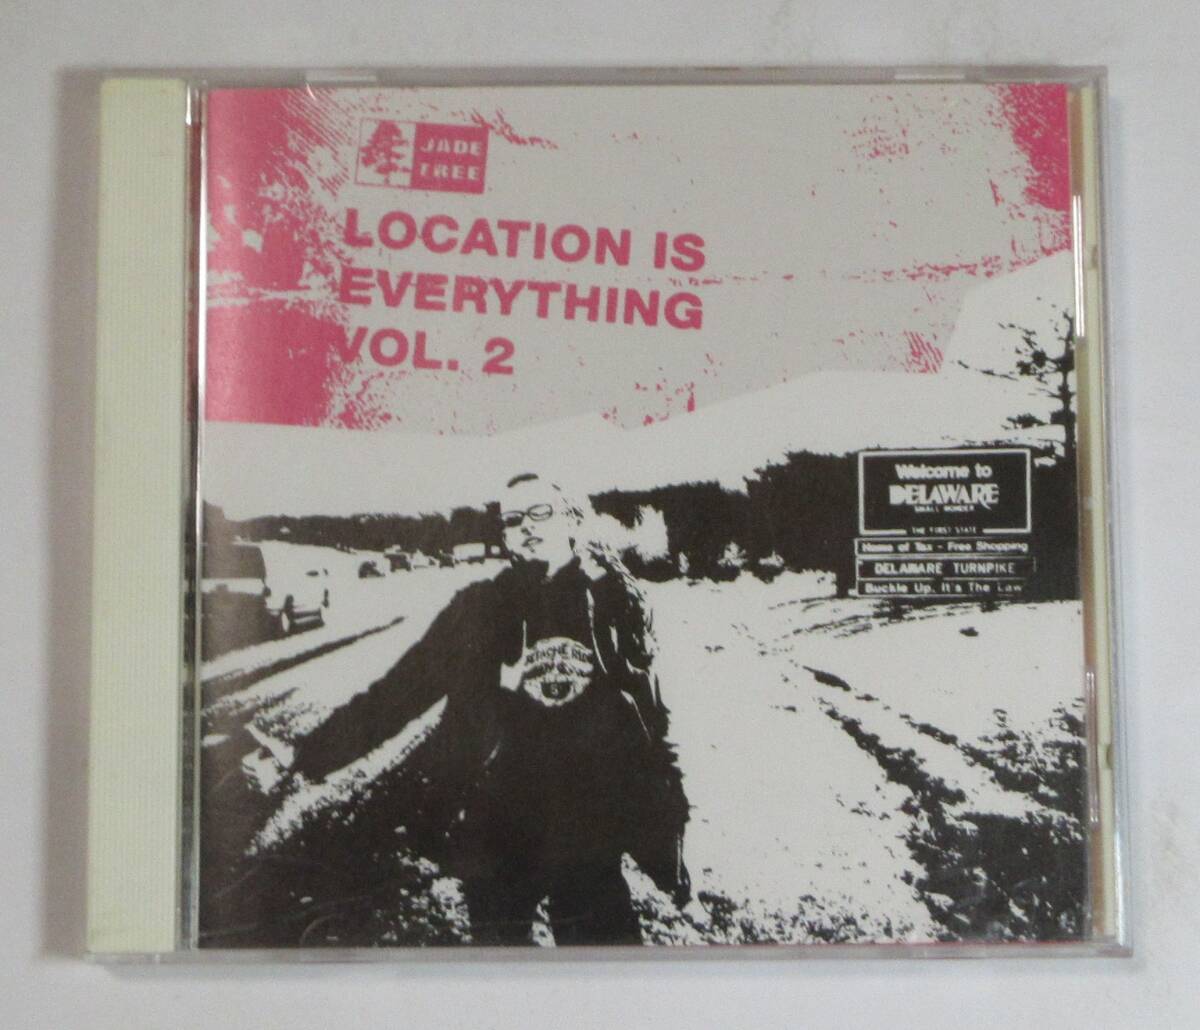 JADE
TREE
LOCATION IS
EVERYTHING
VOL. 2
Welcome to
DELAWARE
SMALL WONDER
THE FIRST STATE
Home of Tax - Free Shopping
DELAWARE TURNPIKE
Buckle Up, It's The Law